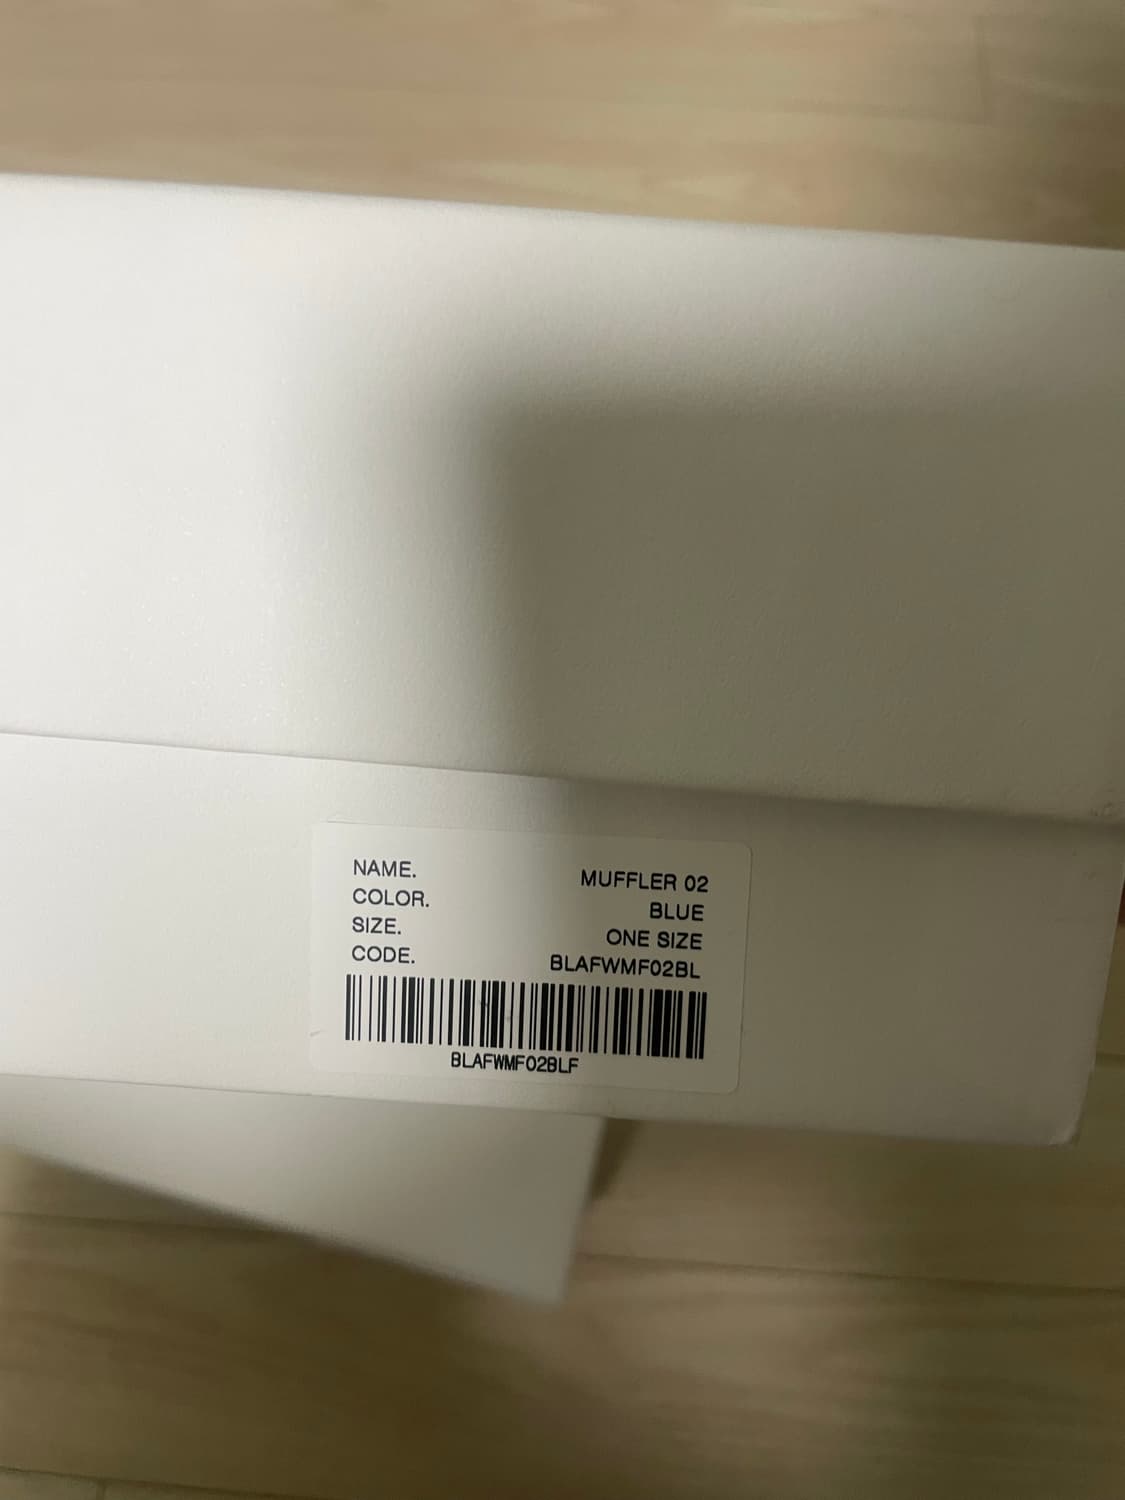 NAME. MUFFLER 02
COLOR. BLUE
SIZE. ONE SIZE
CODE. BLAFWMF02BL
BLAFWMF02BLF